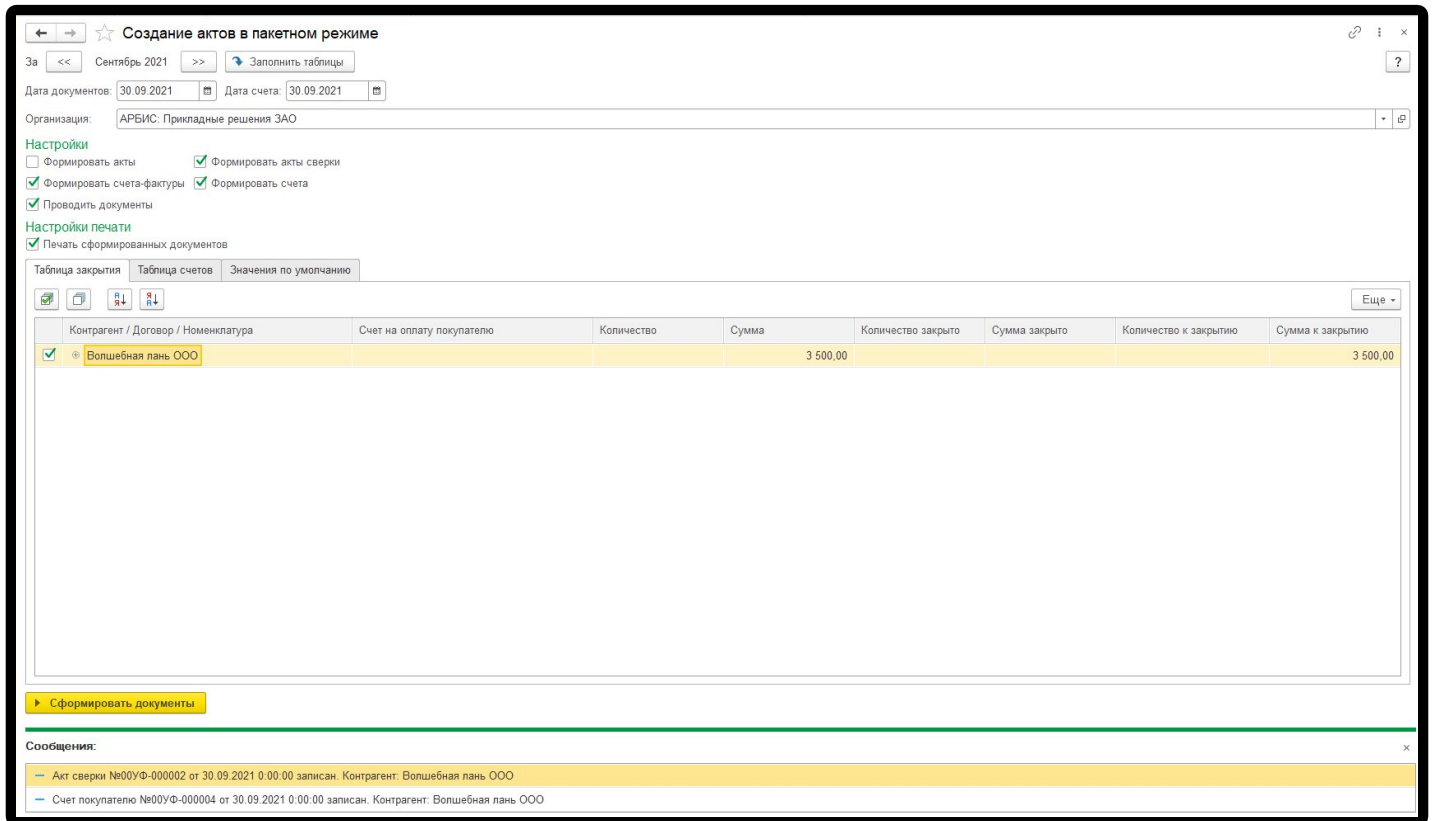 Создание актов в пакетном режиме
За << Сентябрь 2021 >> Заполнить таблицы ?
Дата документов: 30.09.2021 Дата счета: 30.09.2021
Организация: АРБИС: Прикладные решения ЗАО
Настройки
Формировать акты Формировать акты сверки
Формировать счета-фактуры Формировать счета
Проводить документы
Настройки печати
Печать сформированных документов
Таблица закрытия Таблица счетов Значения по умолчанию
Еще
Контрагент / Договор / Номенклатура Счет на оплату покупателю Количество Сумма Количество закрыто Сумма закрыто Количество к закрытию Сумма к закрытию
Волшебная лань ООО 3 500,00 3 500,00
Сформировать документы
Сообщения:
Акт сверки №00УФ-000002 от 30.09.2021 0:00:00 записан. Контрагент: Волшебная лань ООО
Счет покупателю №00УФ-000004 от 30.09.2021 0:00:00 записан. Контрагент: Волшебная лань ООО